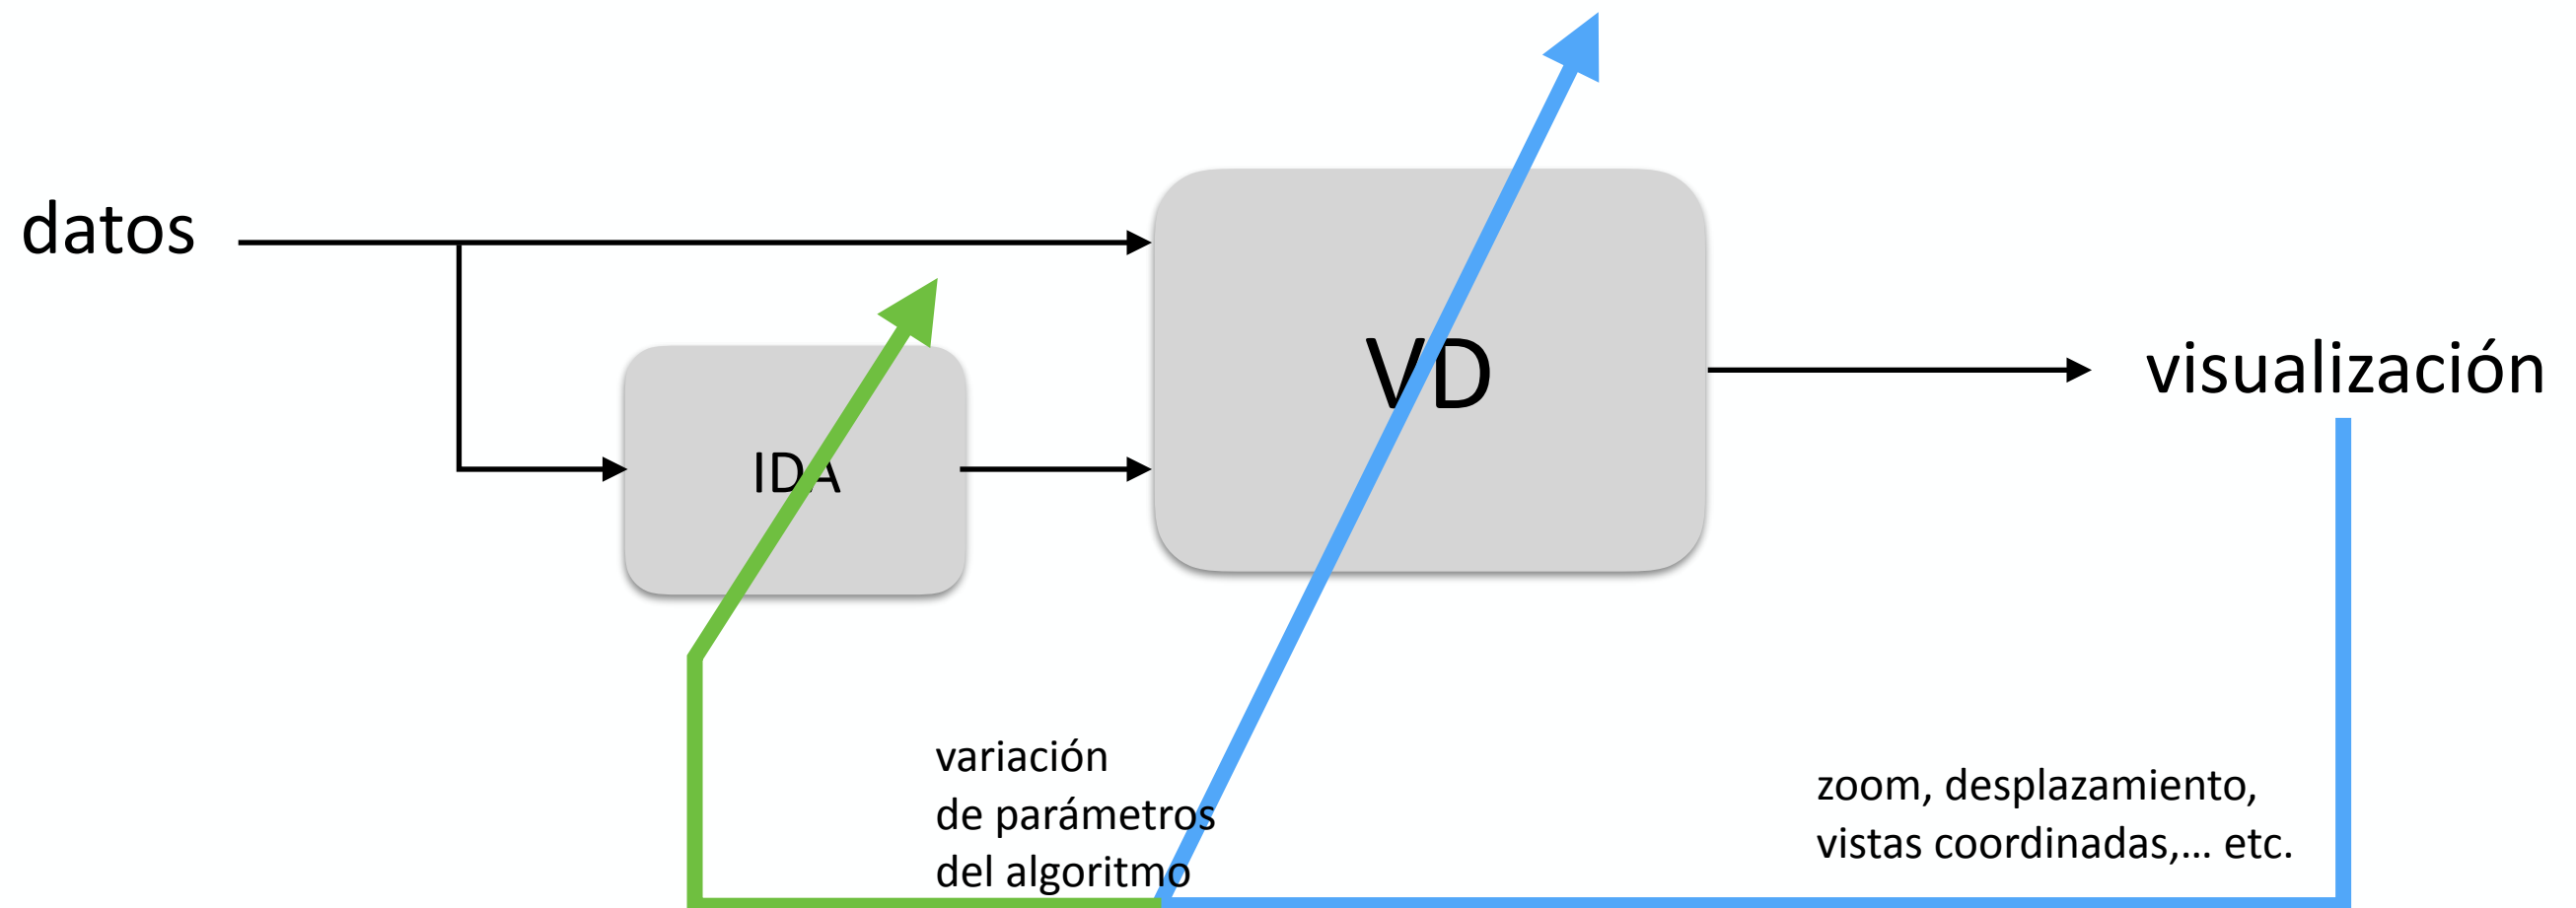 datos
VD
visualización
IDA
variación
de parámetros
del algoritmo
zoom, desplazamiento,
vistas coordinadas,... etc.